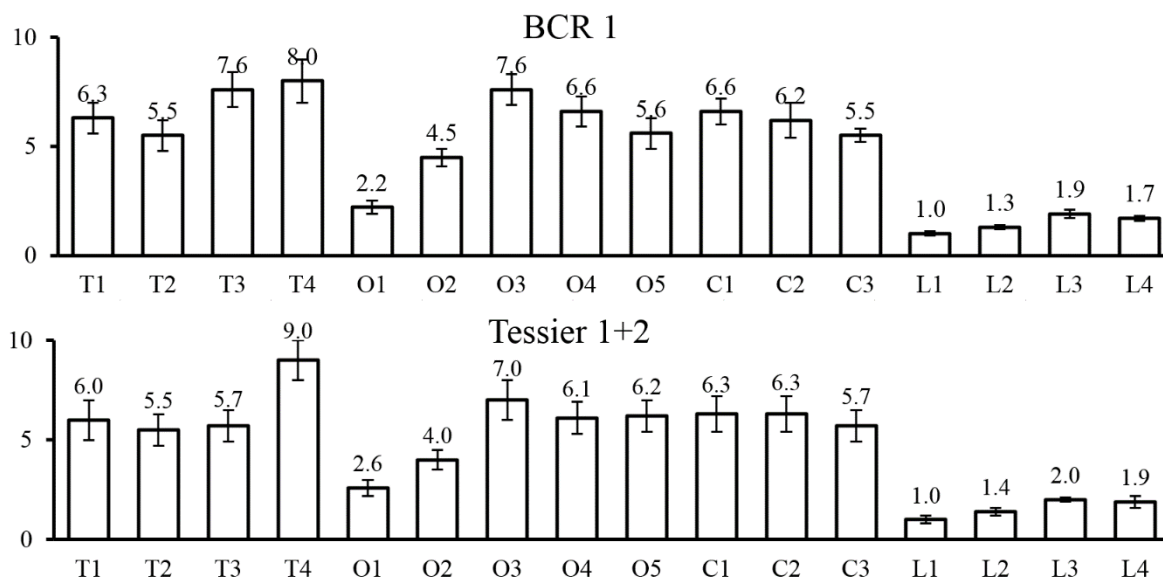 BCR 1
10
5
0
6.3 5.5 7.6 8.0 2.2 4.5 7.6 6.6 5.6 6.6 6.2 5.5 1.0 1.3 1.9 1.7
T1 T2 T3 T4 O1 O2 O3 O4 O5 C1 C2 C3 L1 L2 L3 L4
Tessier 1+2
10
5
0
6.0 5.5 5.7 9.0 2.6 4.0 7.0 6.1 6.2 6.3 6.3 5.7 1.0 1.4 2.0 1.9
T1 T2 T3 T4 O1 O2 O3 O4 O5 C1 C2 C3 L1 L2 L3 L4